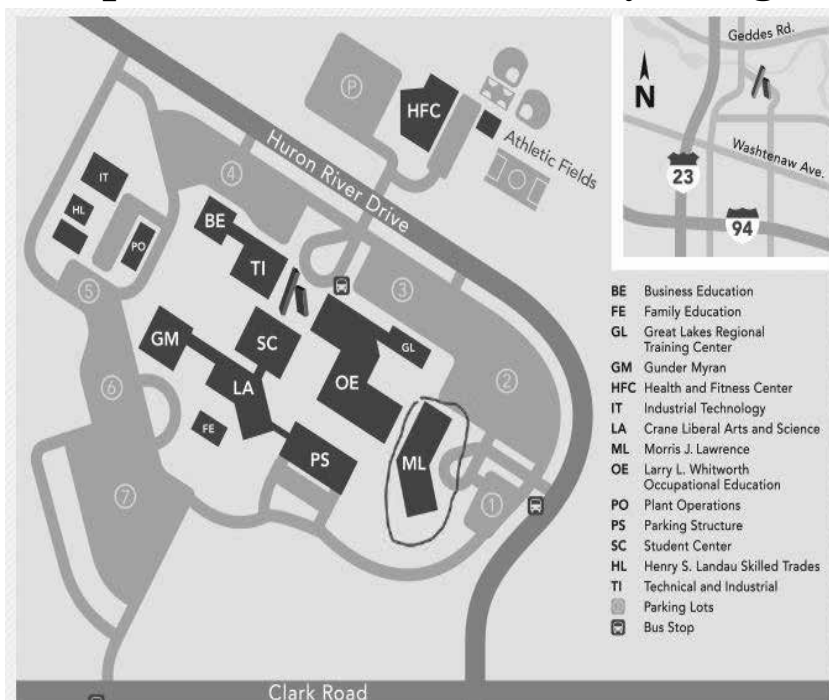 Geddes Rd.
N
Washtenaw Ave.
23
94
P
HFC
Athletic Fields
Huron River Drive
4
IT
HL
PO
BE
TI
5
3
GM
SC
GL
LA
OE
2
6
FE
PS
ML
7
1
Clark Road
BE Business Education
FE Family Education
GL Great Lakes Regional
Training Center
GM Gunder Myran
HFC Health and Fitness Center
IT Industrial Technology
LA Crane Liberal Arts and Science
ML Morris J. Lawrence
OE Larry L. Whitworth
Occupational Education
PO Plant Operations
PS Parking Structure
SC Student Center
HL Henry S. Landau Skilled Trades
TI Technical and Industrial
Parking Lots
Bus Stop